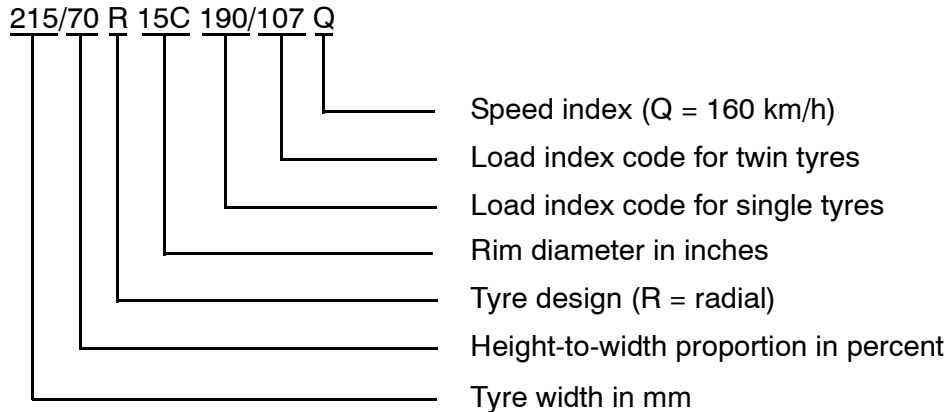 215/70 R 15C 190/107 Q
Speed index (Q = 160 km/h)
Load index code for twin tyres
Load index code for single tyres
Rim diameter in inches
Tyre design (R = radial)
Height-to-width proportion in percent
Tyre width in mm